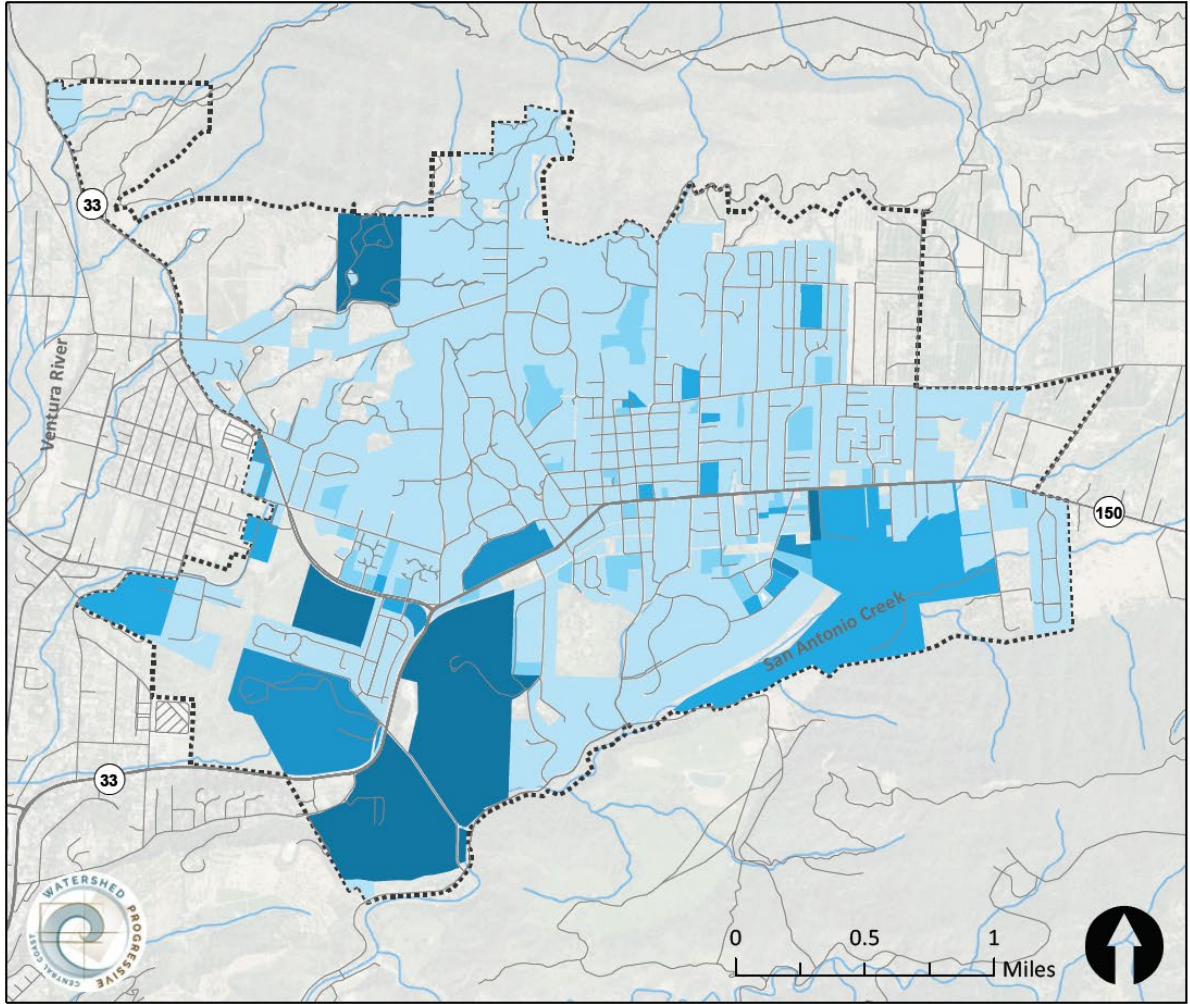 33
Ventura River
150
San Antonio Creek
33
WATERSHED
PROGRESSIVE
CENTRAL COAST
0 0.5 1
Miles